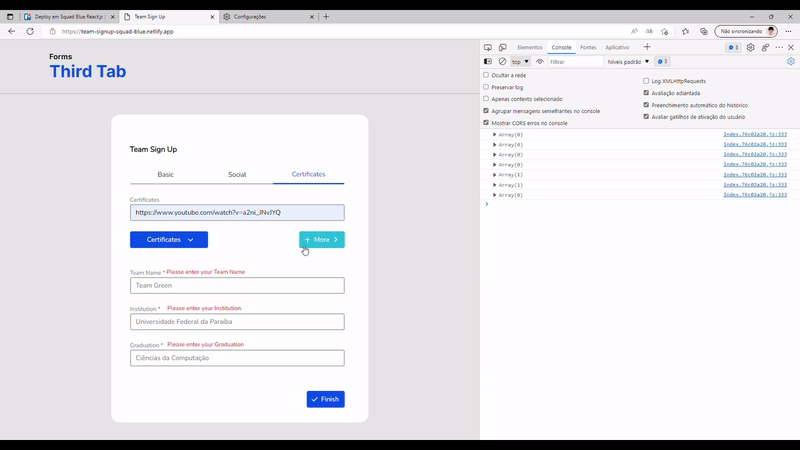 Deploy em Squad Blue React.js
Team Sign Up
Configurações
https://team-signup-squad-blue.netlify.app
Não sincronizando
Forms
Third Tab
Team Sign Up
Basic
Social
Certificates
Certificates
https://www.youtube.com/watch?v=a2ni_JNvJYQ
Certificates
+ More
Team Name * Please enter your Team Name
Team Green
Institution * Please enter your Institution
Universidade Federal da Paraíba
Graduation * Please enter your Graduation
Ciências da Computação
Finish
Elementos
Console
Fontes
Aplicativo
3
top
Filtrar
Níveis padrão
3
Ocultar a rede
Preservar log
Apenas contexto selecionado
Agrupar mensagens semelhantes no console
Mostrar CORS erros no console
Log XMLHttpRequests
Avaliação adiantada
Preenchimento automático do histórico
Avaliar gatilhos de ativação do usuário
Array(0) index.76c02a20.js:333
Array(0) index.76c02a20.js:333
Array(0) index.76c02a20.js:333
Array(0) index.76c02a20.js:333
Array(1) index.76c02a20.js:333
Array(1) index.76c02a20.js:333
Array(0) index.76c02a20.js:333